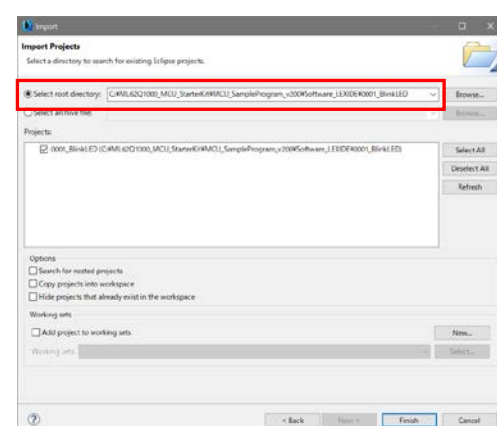 Import
Import Projects
Select a directory to search for existing Eclipse projects.
Select root directory: C:¥ML62Q1000_MCU_StarterKit¥MCU_SampleProgram_v200¥Software_LEXIDE¥0001_BlinkLED Browse...
Select archive file: Browse...
Projects:
0001_BlinkLED (C:¥ML62Q1000_MCU_StarterKit¥MCU_SampleProgram_v200¥Software_LEXIDE¥0001_BlinkLED) Select All
Deselect All
Refresh
Options
Search for nested projects
Copy projects into workspace
Hide projects that already exist in the workspace
Working sets
Add project to working sets New...
Working sets: Select...
? < Back Next > Finish Cancel